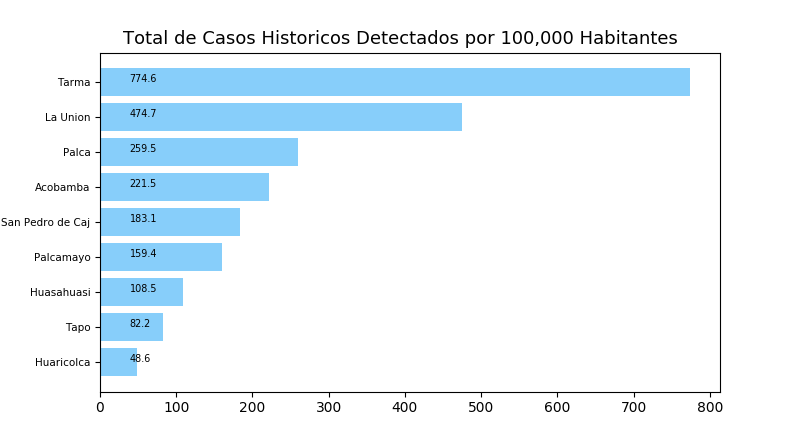 Total de Casos Historicos Detectados por 100,000 Habitantes
Tarma 774.6
La Union 474.7
Palca 259.5
Acobamba 221.5
San Pedro de Caj 183.1
Palcamayo 159.4
Huasahuasi 108.5
Tapo 82.2
Huaricolca 48.6
0 100 200 300 400 500 600 700 800